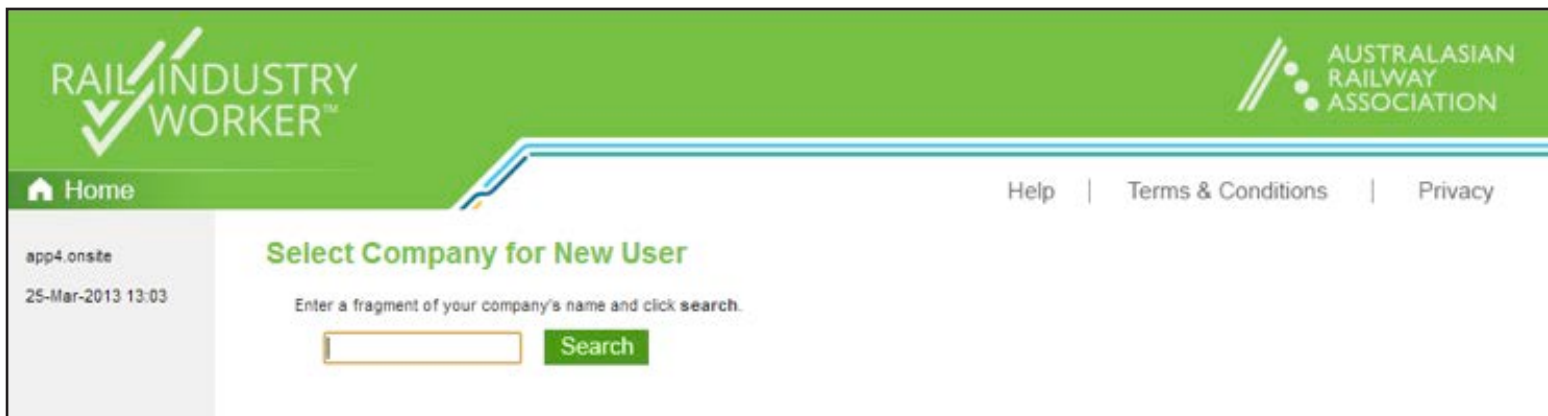 RAIL INDUSTRY
WORKER™
AUSTRALASIAN
RAILWAY
ASSOCIATION
Home
Help | Terms & Conditions | Privacy
app4.onsite
25-Mar-2013 13:03
Select Company for New User
Enter a fragment of your company's name and click search.
Search